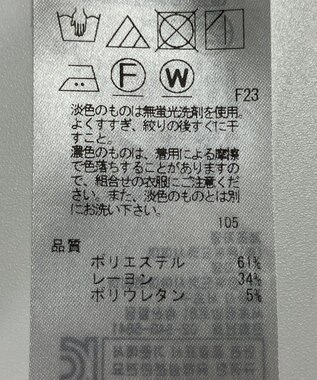 F W F23
淡色のものは無蛍光洗剤を使用。
よくすすぎ、絞りの後すぐに干
すこと。
濃色のものは、着用による摩擦
で色落ちすることがありますの
で、組合せの衣服にご注意くだ
さい。また、淡色のものとは別
にお洗い下さい。
105
品質
ポリエステル 61%
レーヨン 34%
ポリウレタン 5%